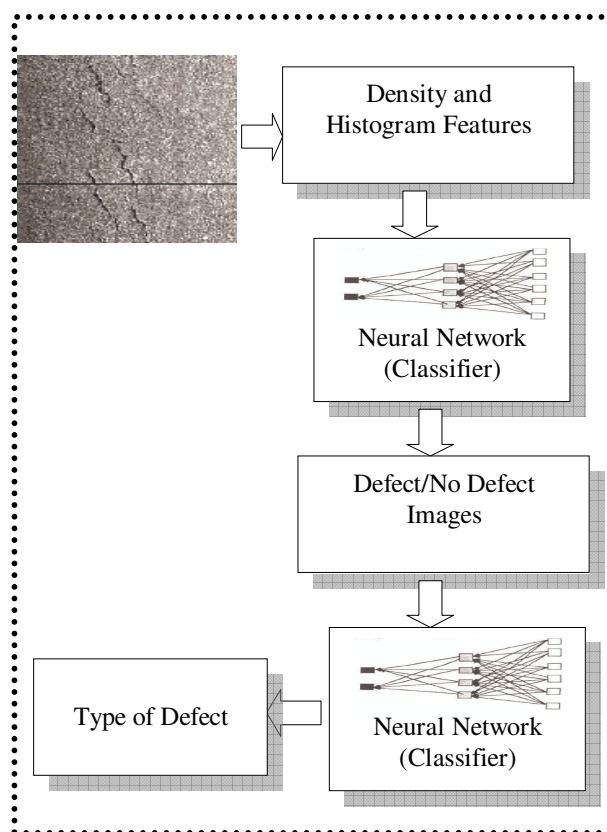 Density and
Histogram Features
Neural Network
(Classifier)
Defect/No Defect
Images
Neural Network
(Classifier)
Type of Defect